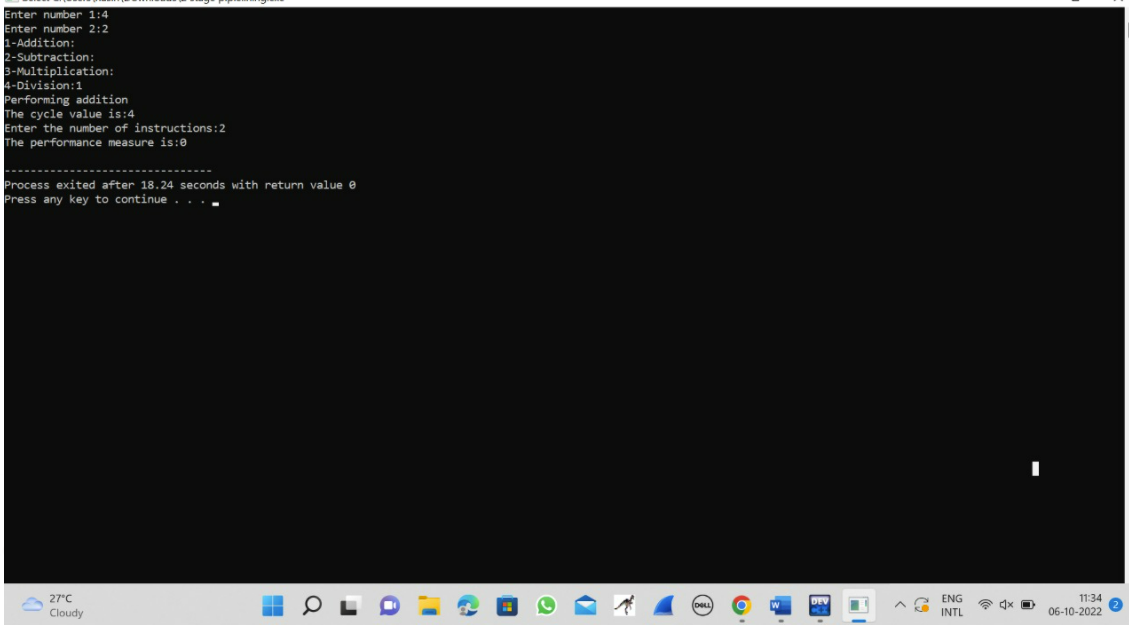 Enter number 1:4
Enter number 2:2
1-Addition:
2-Subtraction:
3-Multiplication:
4-Division:1
Performing addition
The cycle value is:4
Enter the number of instructions:2
The performance measure is:0
--------------------------------
Process exited after 18.24 seconds with return value 0
Press any key to continue . . .
27°C
Cloudy
DELL
W
DEV
ENG
INTL
11:34
06-10-2022
2